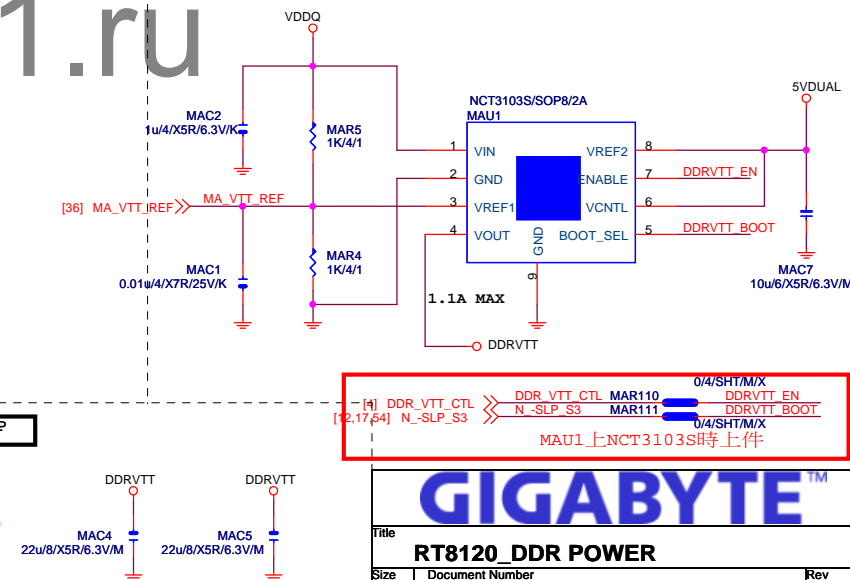 1.ru
VDDQ
5VDUAL
NCT3103S/SOP8/2A
MAU1
MAC2
1u/4/X5R/6.3V/K
MAR5
1K/4/1
1 VIN
VREF2 8
2 GND
ENABLE 7
DDRVTT_EN
[36] MA_VTT_REF
MA_VTT_REF
3 VREF1
VCNTL 6
4 VOUT
GND
BOOT_SEL 5
DDRVTT_BOOT
9
MAC1
0.01u/4/X7R/25V/K
MAR4
1K/4/1
MAC7
10u/6/X5R/6.3V/M
1.1A MAX
DDRVTT
0/4/SHT/M/X
[4] DDR_VTT_CTL
DDR_VTT_CTL MAR110
DDRVTT_EN
[12,17,54] N_-SLP_S3
N_-SLP_S3 MAR111
DDRVTT_BOOT
0/4/SHT/M/X
MAU1上NCT3103S時上件
DDRVTT
DDRVTT
MAC4
22u/8/X5R/6.3V/M
MAC5
22u/8/X5R/6.3V/M
GIGABYTE™
Title
RT8120_DDR POWER
Size
Document Number
Rev